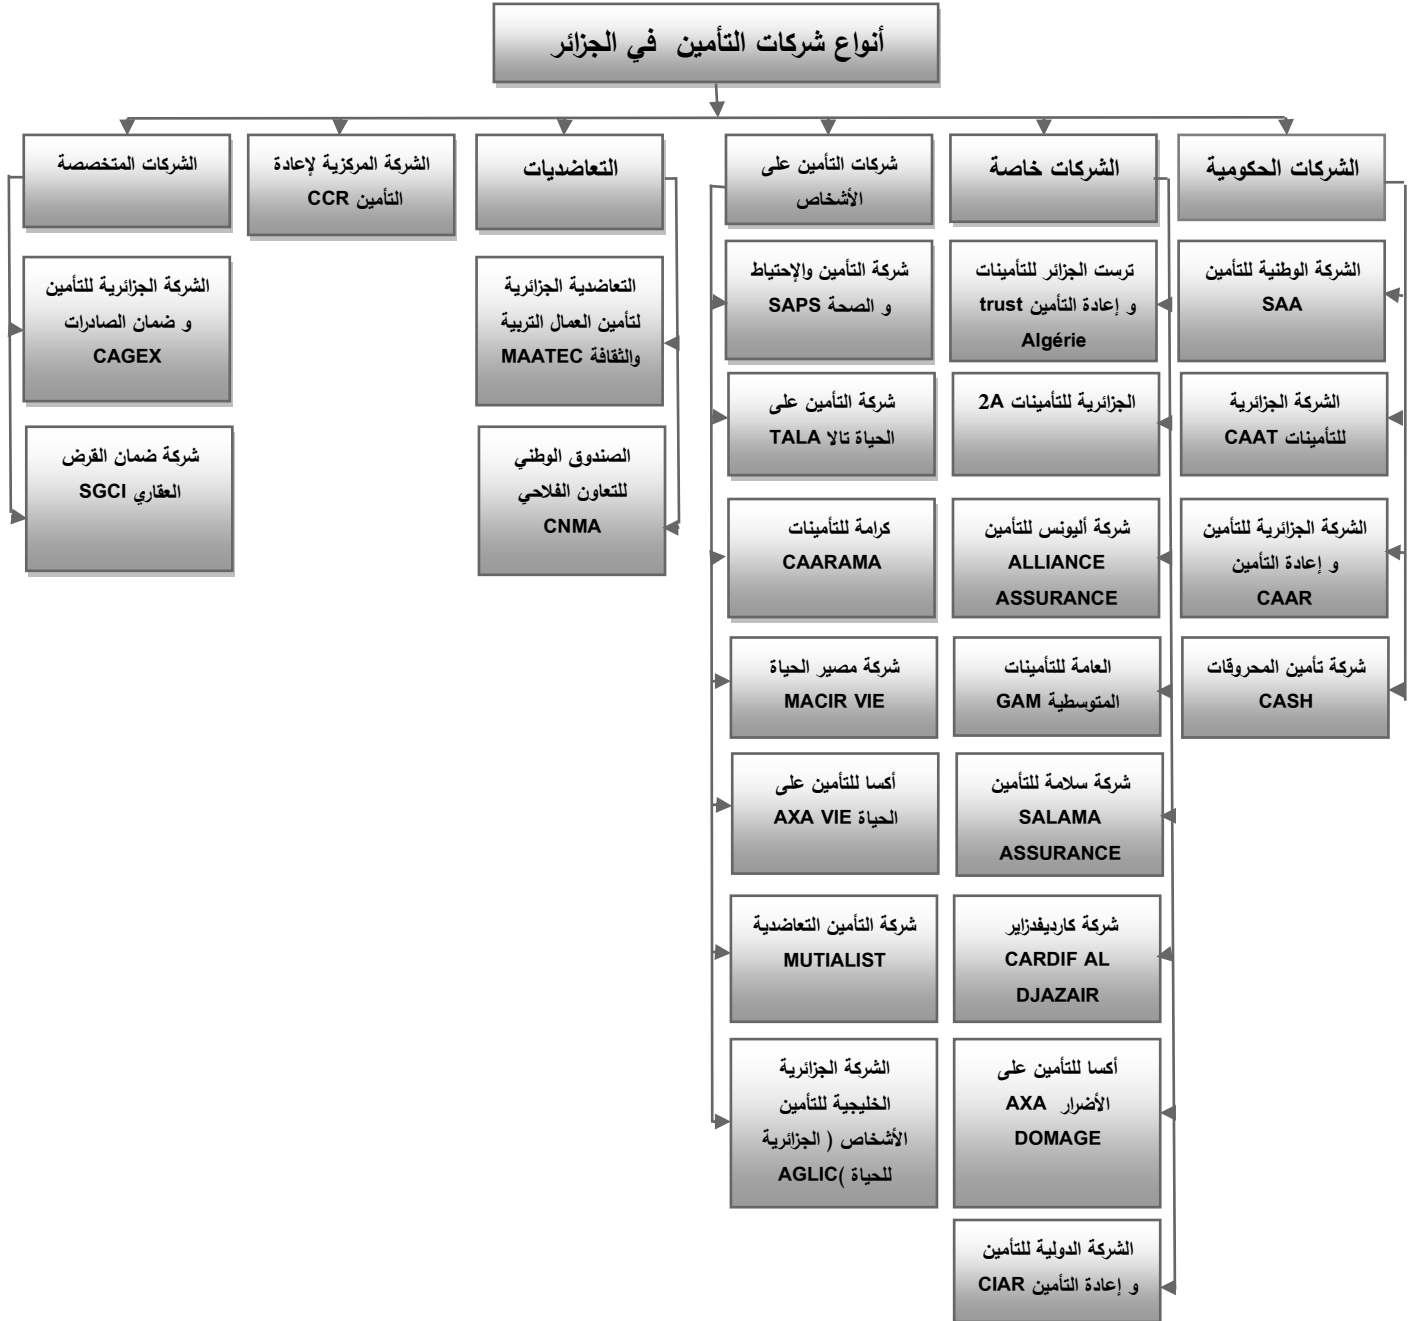 أنواع شركات التأمين في الجزائر
الشركات الحكومية
الشركة الوطنية للتأمين
SAA
الشركة الجزائرية
للتأمينات CAAT
الشركة الجزائرية للتأمين
و إعادة التأمين
CAAR
شركة تأمين المحروقات
CASH
الشركات خاصة
ترست الجزائر للتأمينات
و إعادة التأمين trust
Algérie
الجزائرية للتأمينات 2A
شركة أليونس للتأمين
ALLIANCE
ASSURANCE
العامة للتأمينات
المتوسطية GAM
شركة سلامة للتأمين
SALAMA
ASSURANCE
شركة كارديفدزاير
CARDIF AL
DJAZAIR
أكسا للتأمين على
الأضرار AXA
DOMAGE
الشركة الدولية للتأمين
و إعادة التأمين CIAR
شركات التأمين على
الأشخاص
شركة التأمين والإحتياط
و الصحة SAPS
شركة التأمين على
الحياة تالا TALA
كرامة للتأمينات
CAARAMA
شركة مصير الحياة
MACIR VIE
أكسا للتأمين على
الحياة AXA VIE
شركة التأمين التعاضدية
MUTIALIST
الشركة الجزائرية
الخليجية للتأمين
الأشخاص ( الجزائرية
للحياة )AGLIC
التعاضديات
التعاضدية الجزائرية
لتأمين العمال التربية
والثقافة MAATEC
الصندوق الوطني
للتعاون الفلاحي
CNMA
الشركة المركزية لإعادة
التأمين CCR
الشركات المتخصصة
الشركة الجزائرية للتأمين
و ضمان الصادرات
CAGEX
شركة ضمان القرض
العقاري SGCI